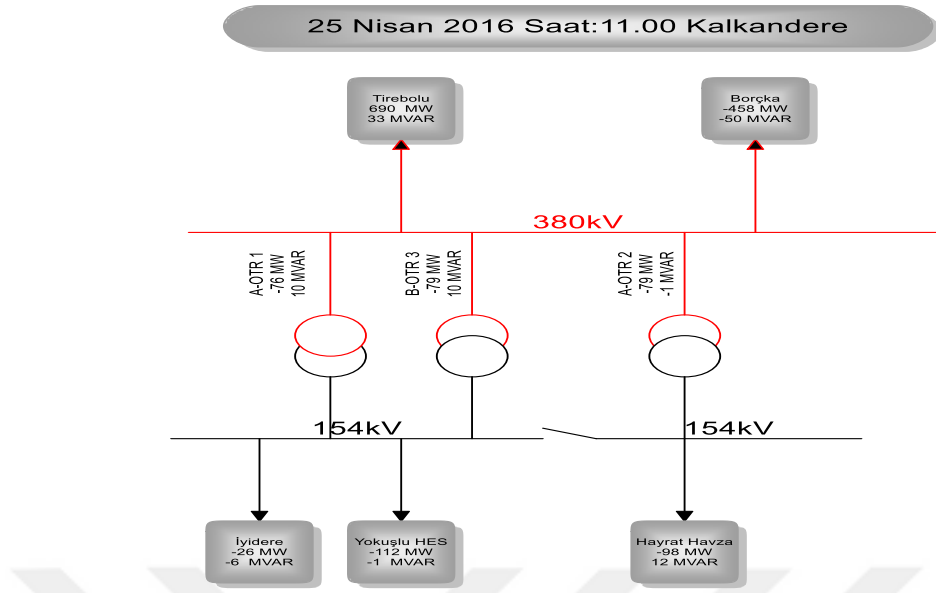 25 Nisan 2016 Saat:11.00 Kalkandere
Tirebolu
690 MW
33 MVAR
Borçka
-458 MW
-50 MVAR
380kV
A-OTR 1
-76 MW
10 MVAR
B-OTR 3
-79 MW
10 MVAR
A-OTR 2
-79 MW
-1 MVAR
154kV
154kV
İyidere
-26 MW
-6 MVAR
Yokuşlu HES
-112 MW
-1 MVAR
Hayrat Havza
-98 MW
12 MVAR